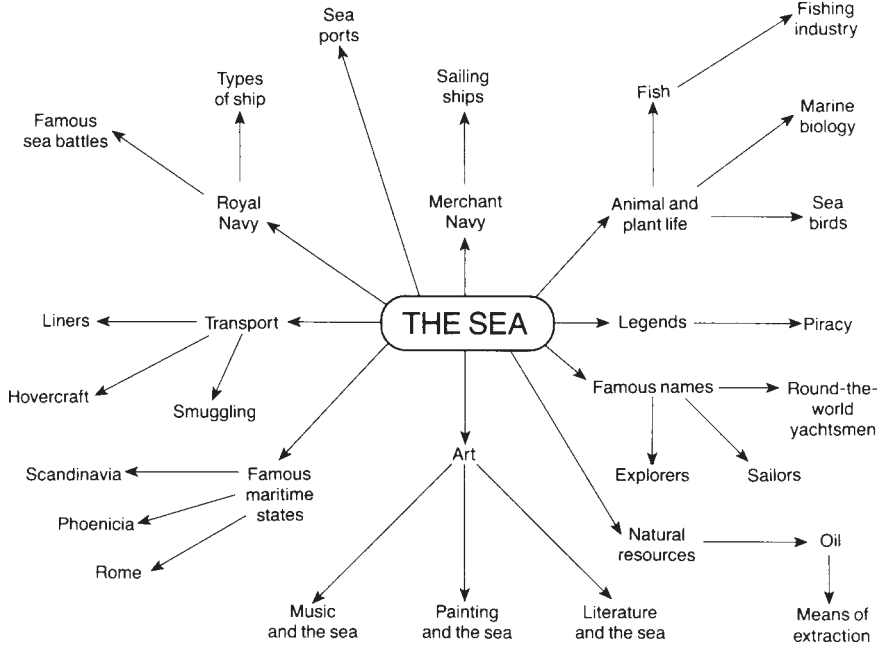 Sea
ports
Fishing
industry
Types
of ship
Sailing
ships
Fish
Marine
biology
Famous
sea battles
Royal
Navy
Merchant
Navy
Animal and
plant life
Sea
birds
Liners
Transport
THE SEA
Legends
Piracy
Hovercraft
Smuggling
Famous names
Round-the-
world
yachtsmen
Scandinavia
Famous
maritime
states
Art
Explorers
Sailors
Phoenicia
Rome
Natural
resources
Oil
Music
and the sea
Painting
and the sea
Literature
and the sea
Means of
extraction